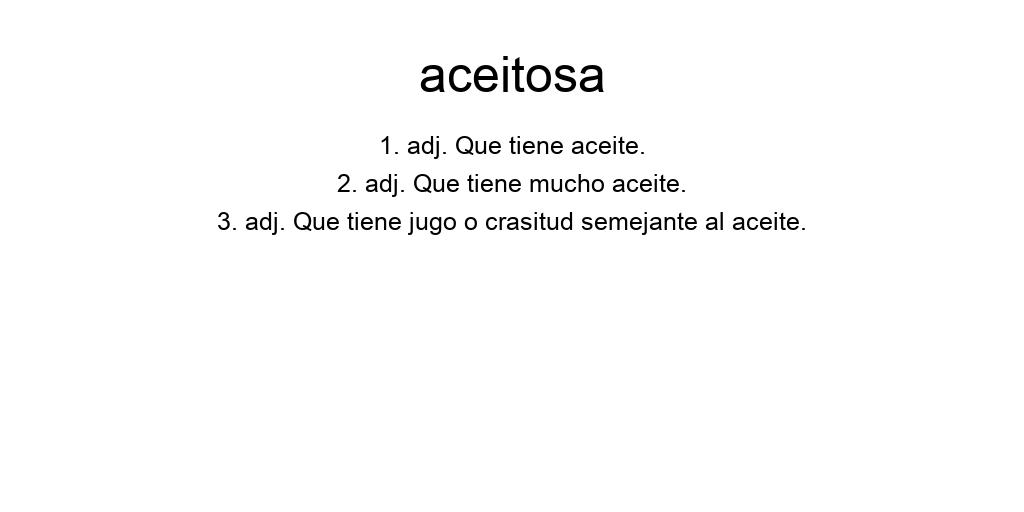 aceitosa
1. adj. Que tiene aceite.
2. adj. Que tiene mucho aceite.
3. adj. Que tiene jugo o crasitud semejante al aceite.